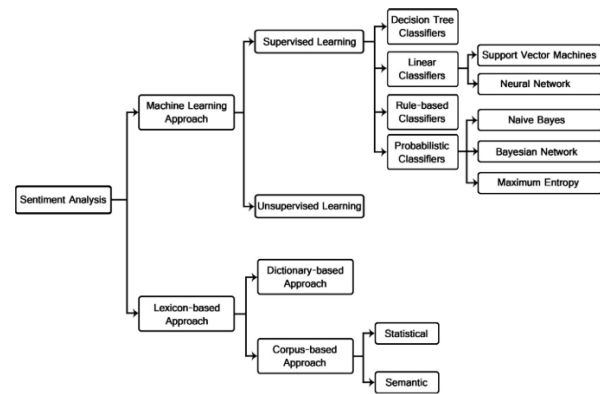 Decision Tree
Classifiers
Supervised Learning
Linear
Classifiers
Support Vector Machines
Neural Network
Machine Learning
Approach
Rule-based
Classifiers
Naive Bayes
Probabilistic
Classifiers
Bayesian Network
Maximum Entropy
Sentiment Analysis
Unsupervised Learning
Dictionary-based
Approach
Lexicon-based
Approach
Corpus-based
Approach
Statistical
Semantic